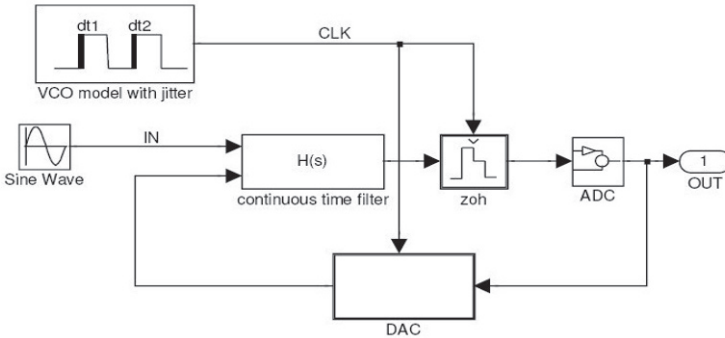 dt1 dt2
VCO model with jitter
CLK
IN
Sine Wave
H(s)
continuous time filter
zoh
ADC
1
OUT
DAC